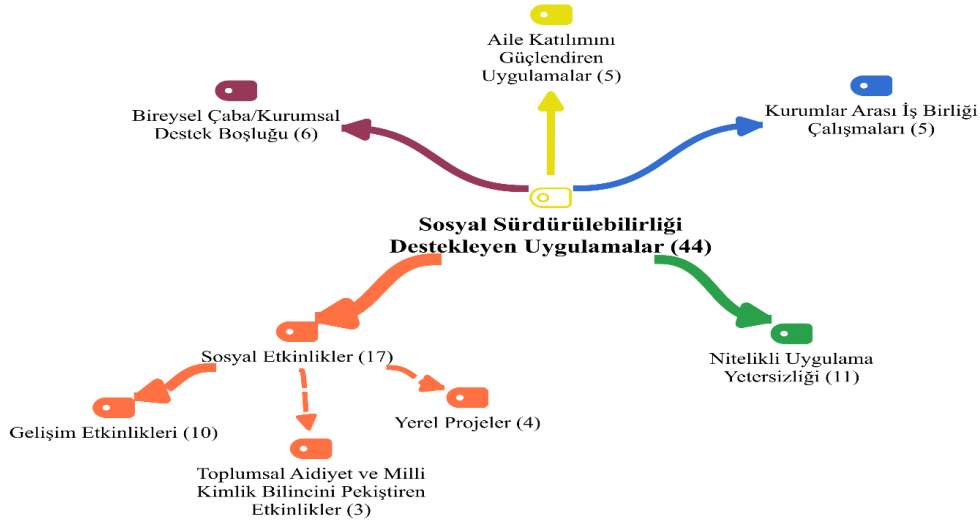 Aile Katılımını
Güçlendiren
Uygulamalar (5)
Bireysel Çaba/Kurumsal
Destek Boşluğu (6)
Kurumlar Arası İş Birliği
Çalışmaları (5)
Sosyal Sürdürülebilirliği
Destekleyen Uygulamalar (44)
Sosyal Etkinlikler (17)
Nitelikli Uygulama
Yetersizliği (11)
Gelişim Etkinlikleri (10)
Yerel Projeler (4)
Toplumsal Aidiyet ve Milli
Kimlik Bilincini Pekiştiren
Etkinlikler (3)